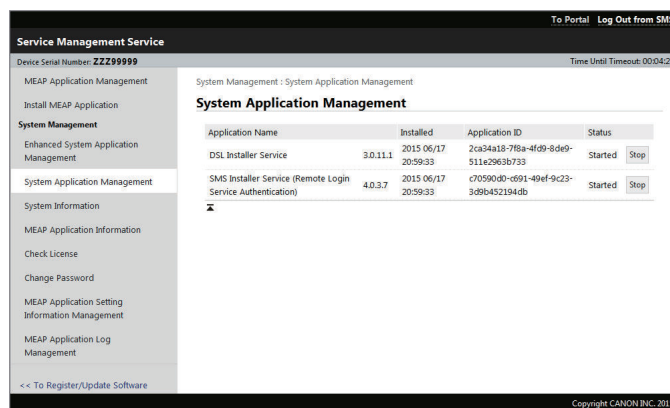 To Portal Log Out from SMS
Service Management Service
Device Serial Number: ZZZ99999 Time Until Timeout: 00:04:2
MEAP Application Management
Install MEAP Application
System Management
Enhanced System Application
Management
System Application Management
System Information
MEAP Application Information
Check License
Change Password
MEAP Application Setting
Information Management
MEAP Application Log
Management
<< To Register/Update Software
System Management : System Application Management
System Application Management
Application Name Installed Application ID Status
DSL Installer Service 3.0.11.1 2015 06/17 20:59:33 2ca34a18-7f8a-4fd9-8de9-511e2963b733 Started Stop
SMS Installer Service (Remote Login Service Authentication) 4.0.3.7 2015 06/17 20:59:33 c70590d0-c691-49ef-9c23-3d9b452194db Started Stop
Copyright CANON INC. 201